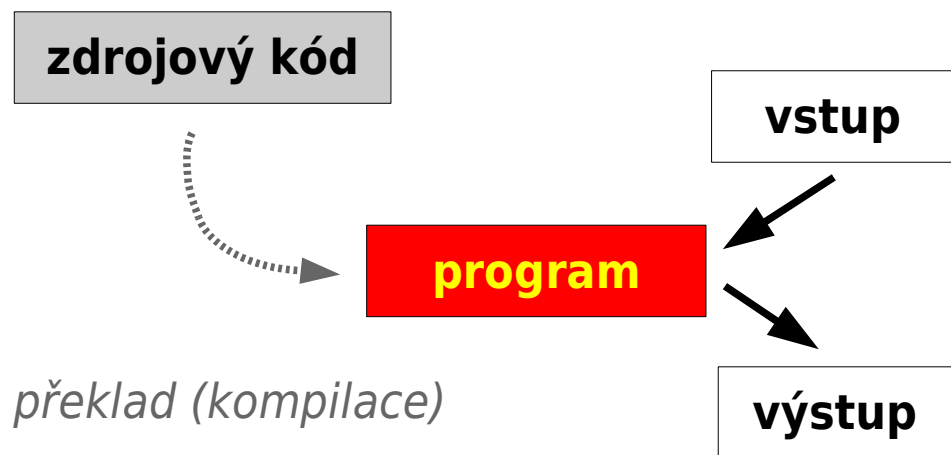 zdrojový kód
vstup
program
překlad (kompilace)
výstup